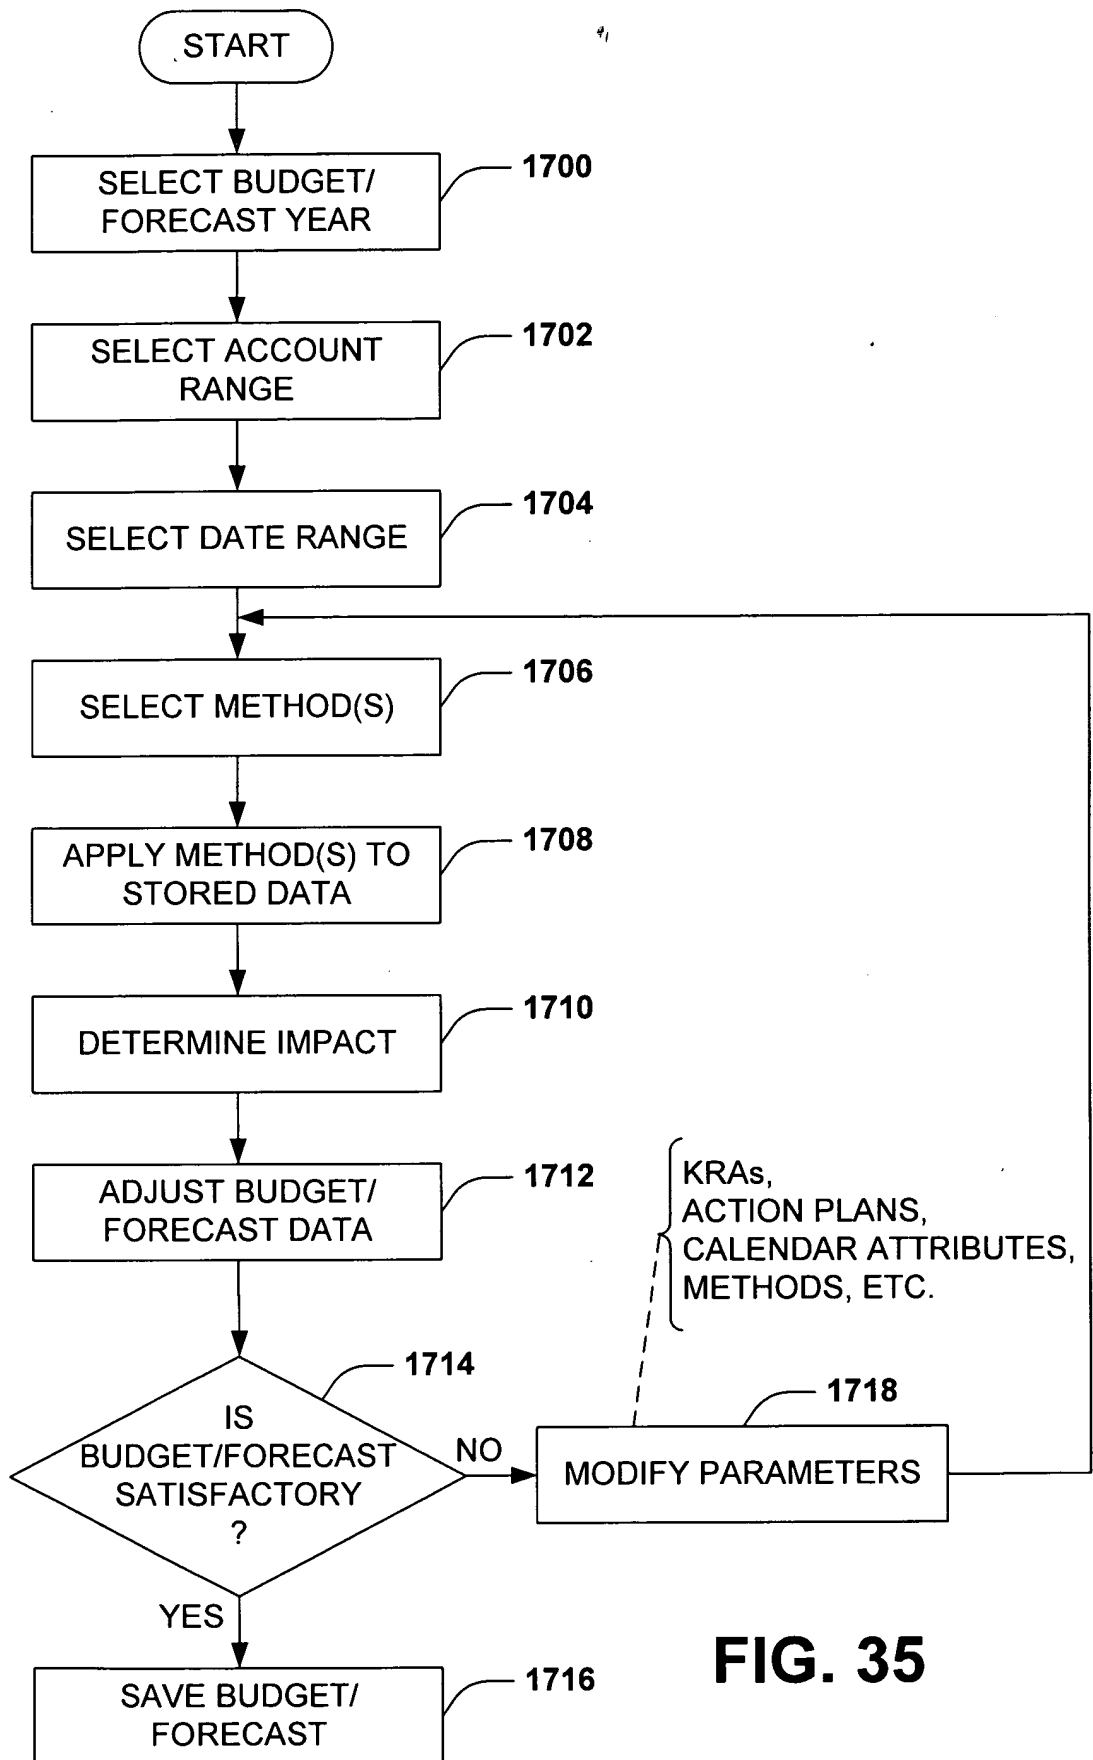 START
SELECT BUDGET/
FORECAST YEAR
1700
SELECT ACCOUNT
RANGE
1702
SELECT DATE RANGE
1704
SELECT METHOD(S)
1706
APPLY METHOD(S) TO
STORED DATA
1708
DETERMINE IMPACT
1710
ADJUST BUDGET/
FORECAST DATA
1712
KRAs,
ACTION PLANS,
CALENDAR ATTRIBUTES,
METHODS, ETC.
IS
BUDGET/FORECAST
SATISFACTORY
?
1714
NO
MODIFY PARAMETERS
1718
YES
SAVE BUDGET/
FORECAST
1716
FIG. 35